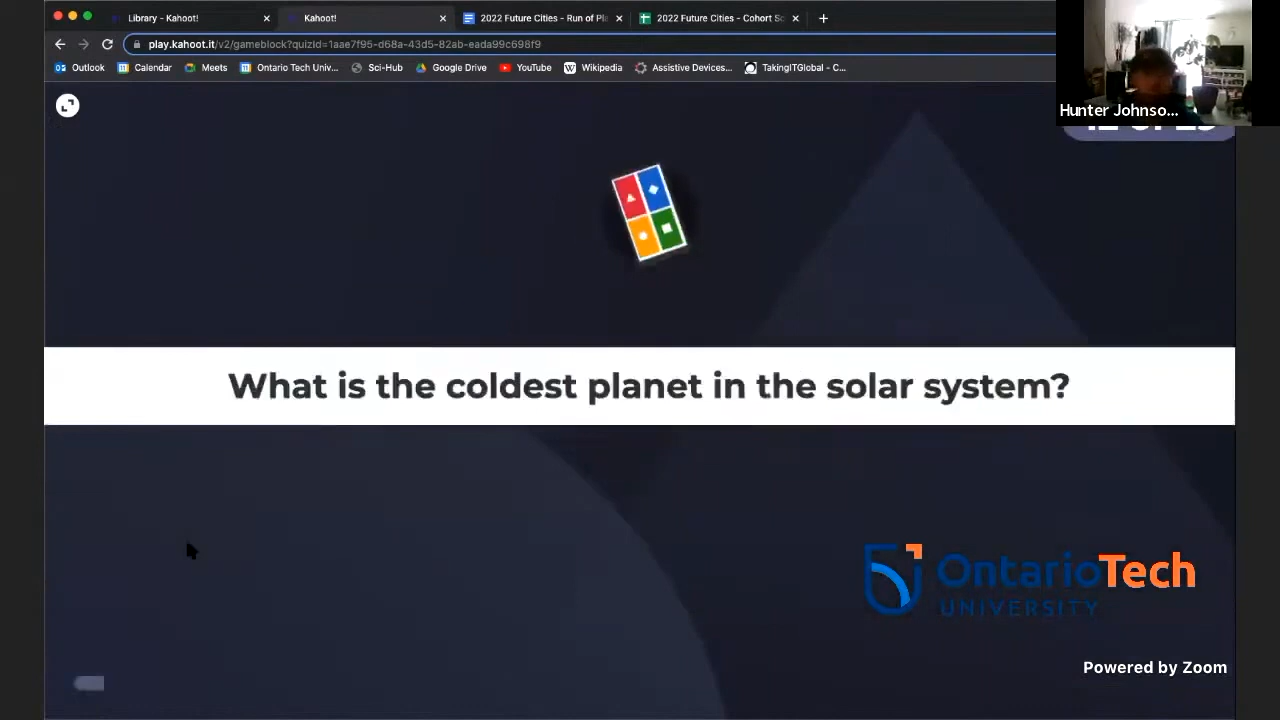 Library - Kahoot!
Kahoot!
2022 Future Cities - Run of Pl
2022 Future Cities - Cohort Sc
play.kahoot.it/v2/gameblock?quizId=1aae7f95-d68a-43d5-82ab-eada99c698f9
Outlook
Calendar
Meets
Ontario Tech Univ...
Sci-Hub
Google Drive
YouTube
Wikipedia
Assistive Devices...
TakingITGlobal - C...
Hunter Johnso...
What is the coldest planet in the solar system?
OntarioTech
UNIVERSITY
Powered by Zoom